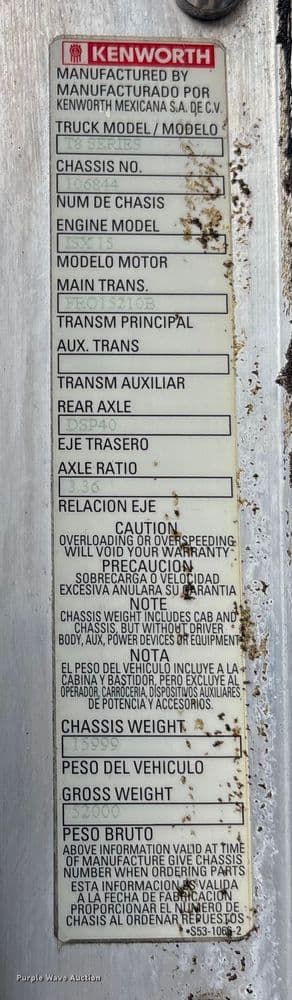 KENWORTH
MANUFACTURED BY
MANUFACTURADO POR
KENWORTH MEXICANA S.A. DE C.V.
TRUCK MODEL / MODELO
T8 SERIES
CHASSIS NO.
106844
NUM DE CHASIS
ENGINE MODEL
ISX 15
MODELO MOTOR
MAIN TRANS.
FRO15210B
TRANSM PRINCIPAL
AUX. TRANS
TRANSM AUXILIAR
REAR AXLE
DSP40
EJE TRASERO
AXLE RATIO
3.36
RELACION EJE
CAUTION
OVERLOADING OR OVERSPEEDING
WILL VOID YOUR WARRANTY
PRECAUCION
SOBRECARGA O VELOCIDAD
EXCESIVA ANULARA SU GARANTIA
NOTE
CHASSIS WEIGHT INCLUDES CAB AND
CHASSIS, BUT WITHOUT DRIVER
BODY, AUX, POWER DEVICES OR EQUIPMENT
NOTA
EL PESO DEL VEHICULO INCLUYE A LA
CABINA Y BASTIDOR, PERO EXCLUYE AL
OPERADOR, CARROCERIA, DISPOSITIVOS AUXILIARES
DE POTENCIA Y ACCESORIOS.
CHASSIS WEIGHT
15999
PESO DEL VEHICULO
GROSS WEIGHT
52000
PESO BRUTO
ABOVE INFORMATION VALID AT TIME
OF MANUFACTURE GIVE CHASSIS
NUMBER WHEN ORDERING PARTS
ESTA INFORMACION ES VALIDA
A LA FECHA DE FABRICACION
PROPORCIONAR EL NUMERO DE
CHASIS AL ORDENAR REPUESTOS
S53-1066-2
Purple Wave Auction